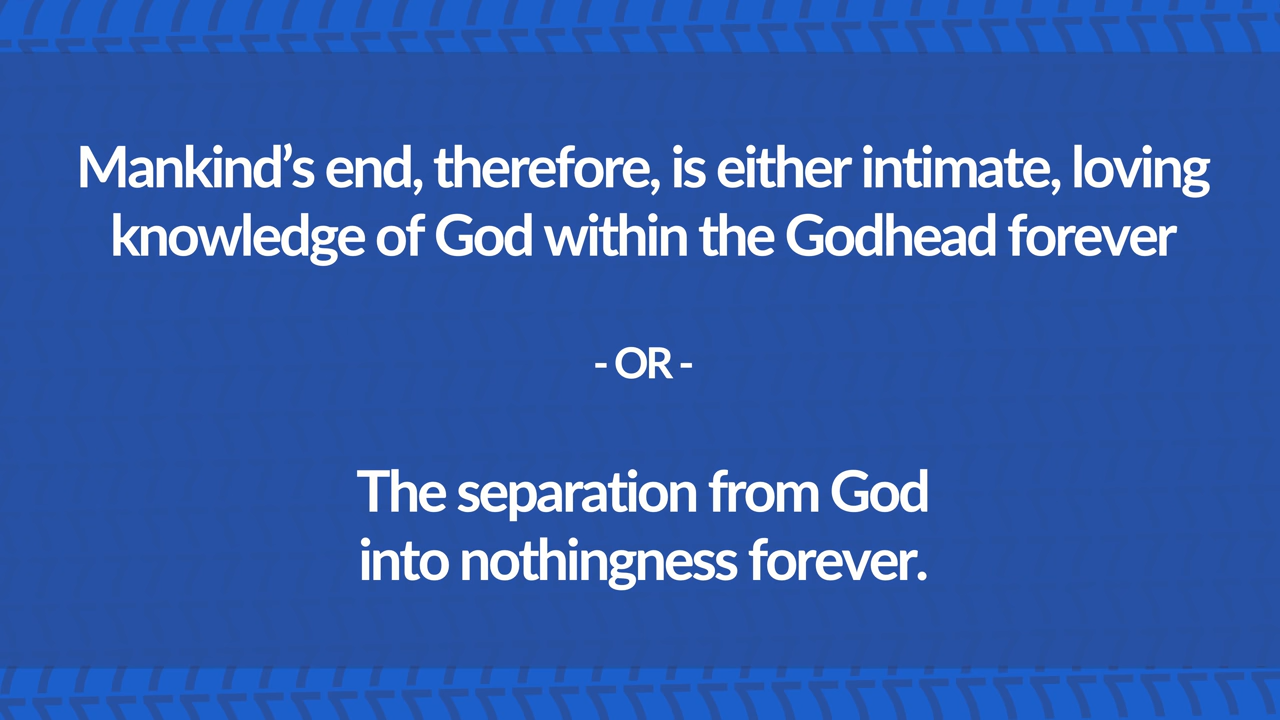 Mankind’s end, therefore, is either intimate, loving
knowledge of God within the Godhead forever
- OR -
The separation from God
into nothingness forever.